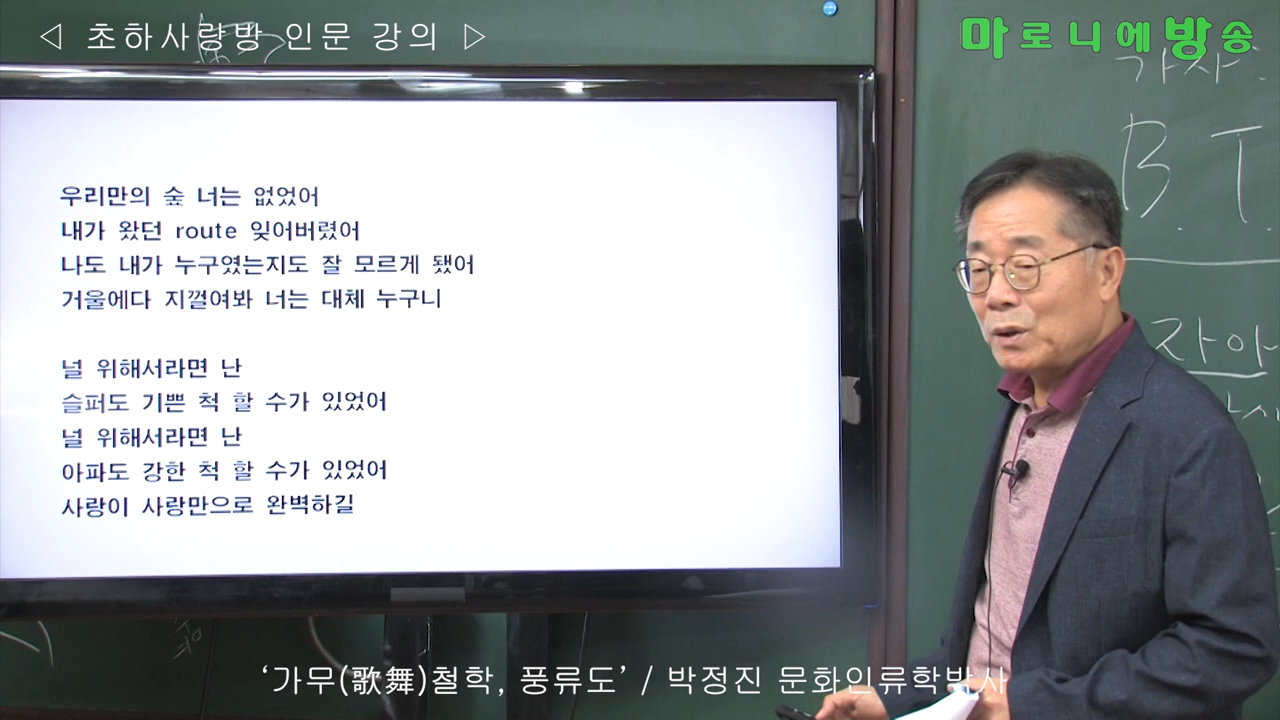 ◁ 초하사랑방 인문 강의 ▷
마로니에방송
우리만의 숲 너는 없었어
내가 왔던 route 잊어버렸어
나도 내가 누구였는지도 잘 모르게 됐어
거울에다 지껄여봐 너는 대체 누구니
널 위해서라면 난
슬퍼도 기쁜 척 할 수가 있었어
널 위해서라면 난
아파도 강한 척 할 수가 있었어
사랑이 사랑만으로 완벽하길
가사
B.T.
자아
‘가무(歌舞)철학, 풍류도’ / 박정진 문화인류학박사